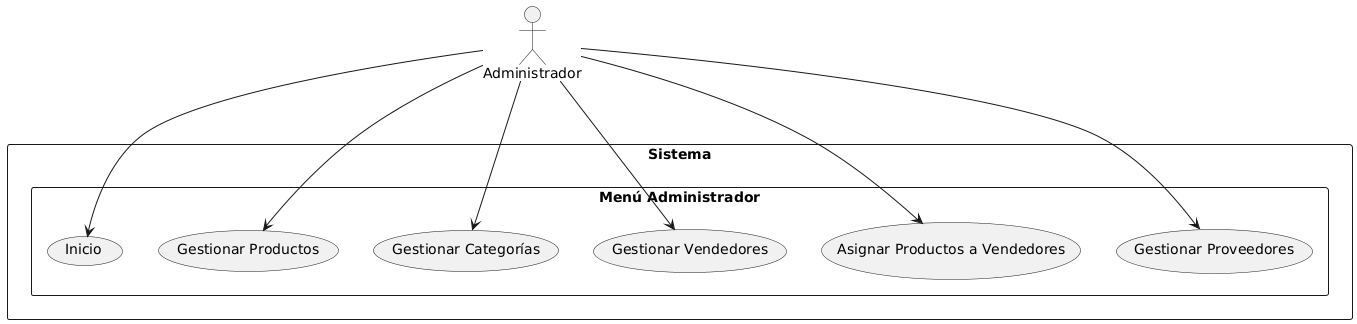 Administrador
Sistema
Menú Administrador
Inicio
Gestionar Productos
Gestionar Categorías
Gestionar Vendedores
Asignar Productos a Vendedores
Gestionar Proveedores